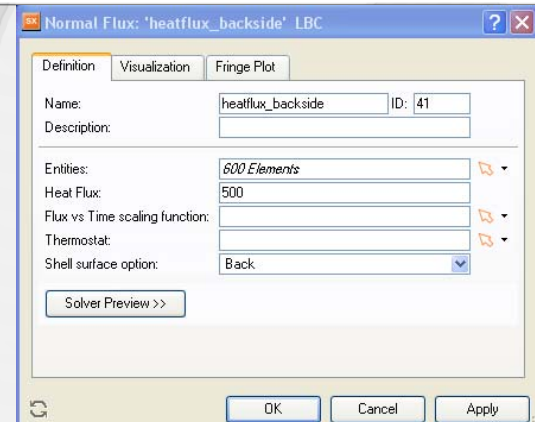 SX Normal Flux: 'heatflux_backside' LBC
Definition Visualization Fringe Plot
Name: heatflux_backside ID: 41
Description:
Entities: 600 Elements
Heat Flux: 500
Flux vs Time scaling function:
Thermostat:
Shell surface option: Back
Solver Preview >>
OK Cancel Apply